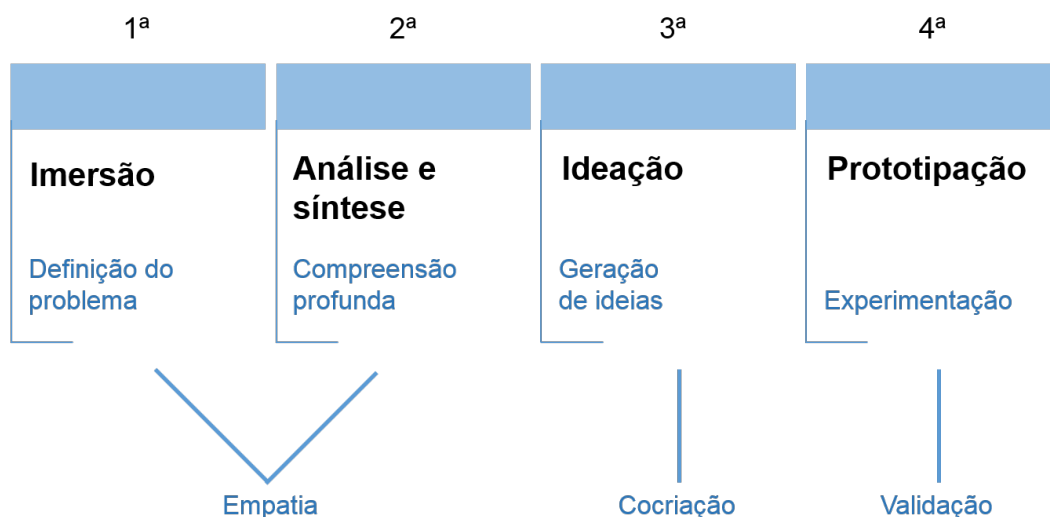 1ª
2ª
3ª
4ª
Imersão
Análise e
síntese
Ideação
Prototipação
Definição do
problema
Compreensão
profunda
Geração
de ideias
Experimentação
Empatia
Cocriação
Validação